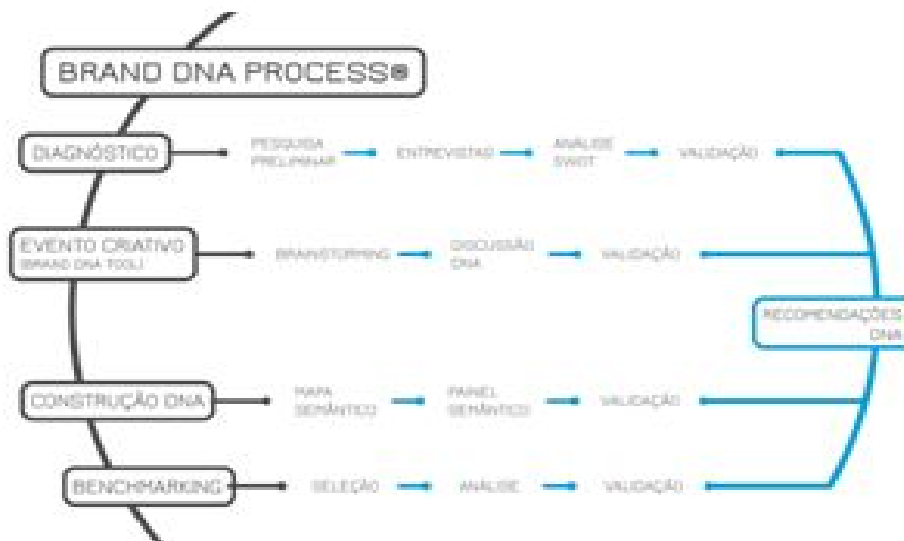 BRAND DNA PROCESS®
DIAGNÓSTICO
PESQUISA
PRELIMINAR
ENTREVISTAS
ANÁLISE
SWOT
VALIDAÇÃO
EVENTO CRIATIVO
(BRAND DNA TOOL)
BRAINSTORMING
DISCUSSÃO
DNA
VALIDAÇÃO
RECOMENDAÇÕES
DNA
CONSTRUÇÃO DNA
MAPA
SEMÂNTICO
PAINEL
SEMÂNTICO
VALIDAÇÃO
BENCHMARKING
SELEÇÃO
ANÁLISE
VALIDAÇÃO